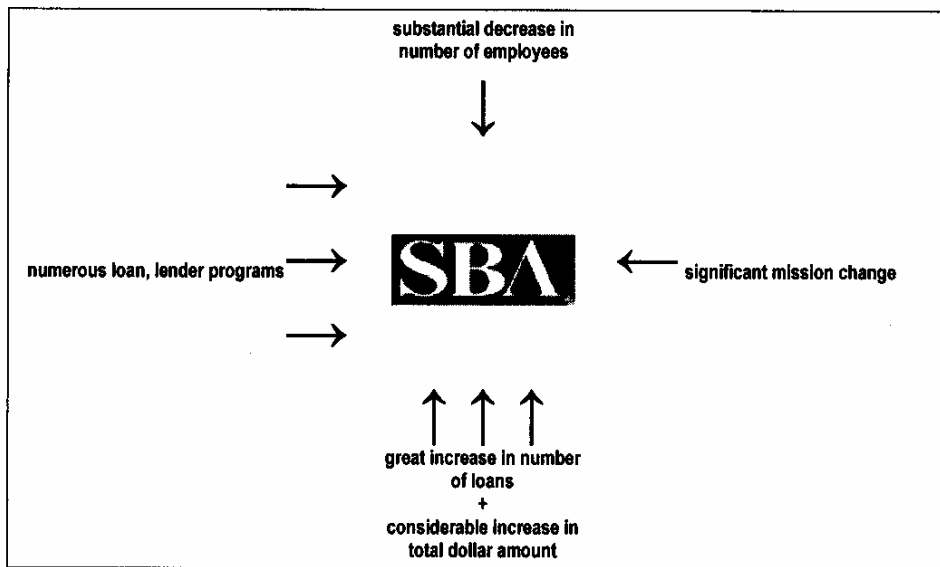 substantial decrease in
number of employees
numerous loan, lender programs
SBA
significant mission change
great increase in number
of loans
+
considerable increase in
total dollar amount